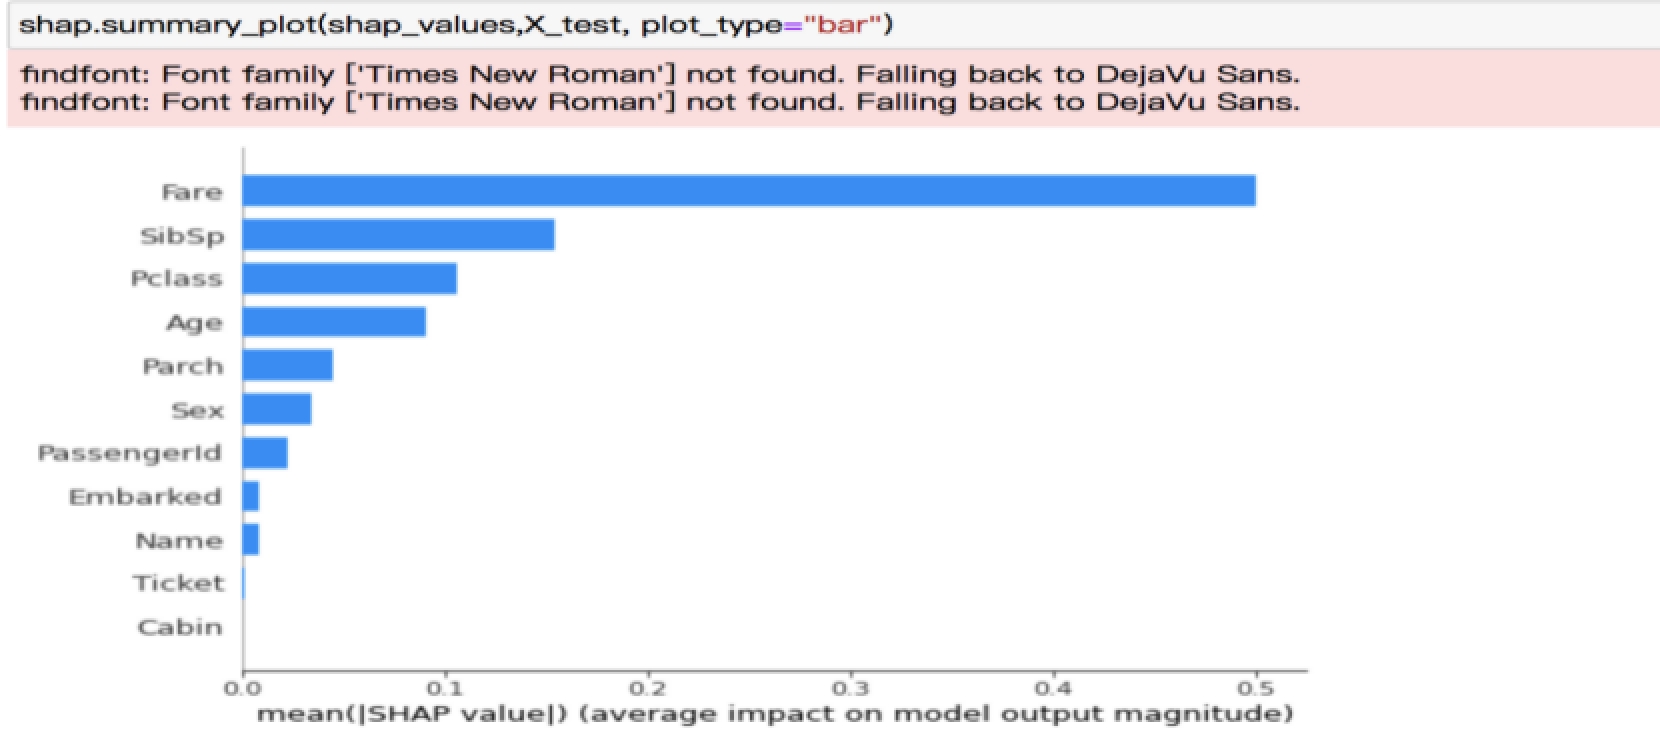 shap.summary_plot(shap_values,X_test, plot_type="bar")
findfont: Font family ['Times New Roman'] not found. Falling back to DejaVu Sans.
findfont: Font family ['Times New Roman'] not found. Falling back to DejaVu Sans.
Fare
SibSp
Pclass
Age
Parch
Sex
PassengerId
Embarked
Name
Ticket
Cabin
0.0 0.1 0.2 0.3 0.4 0.5
mean(|SHAP value|) (average impact on model output magnitude)